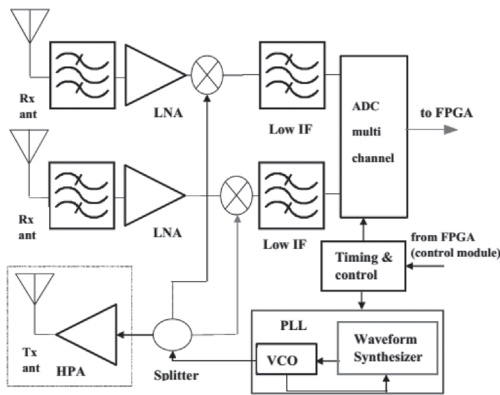 Rx
ant
LNA
Low IF
ADC
multi
channel
to FPGA
Rx
ant
LNA
Low IF
from FPGA
(control module)
Timing &
control
Tx
ant
HPA
Splitter
PLL
VCO
Waveform
Synthesizer